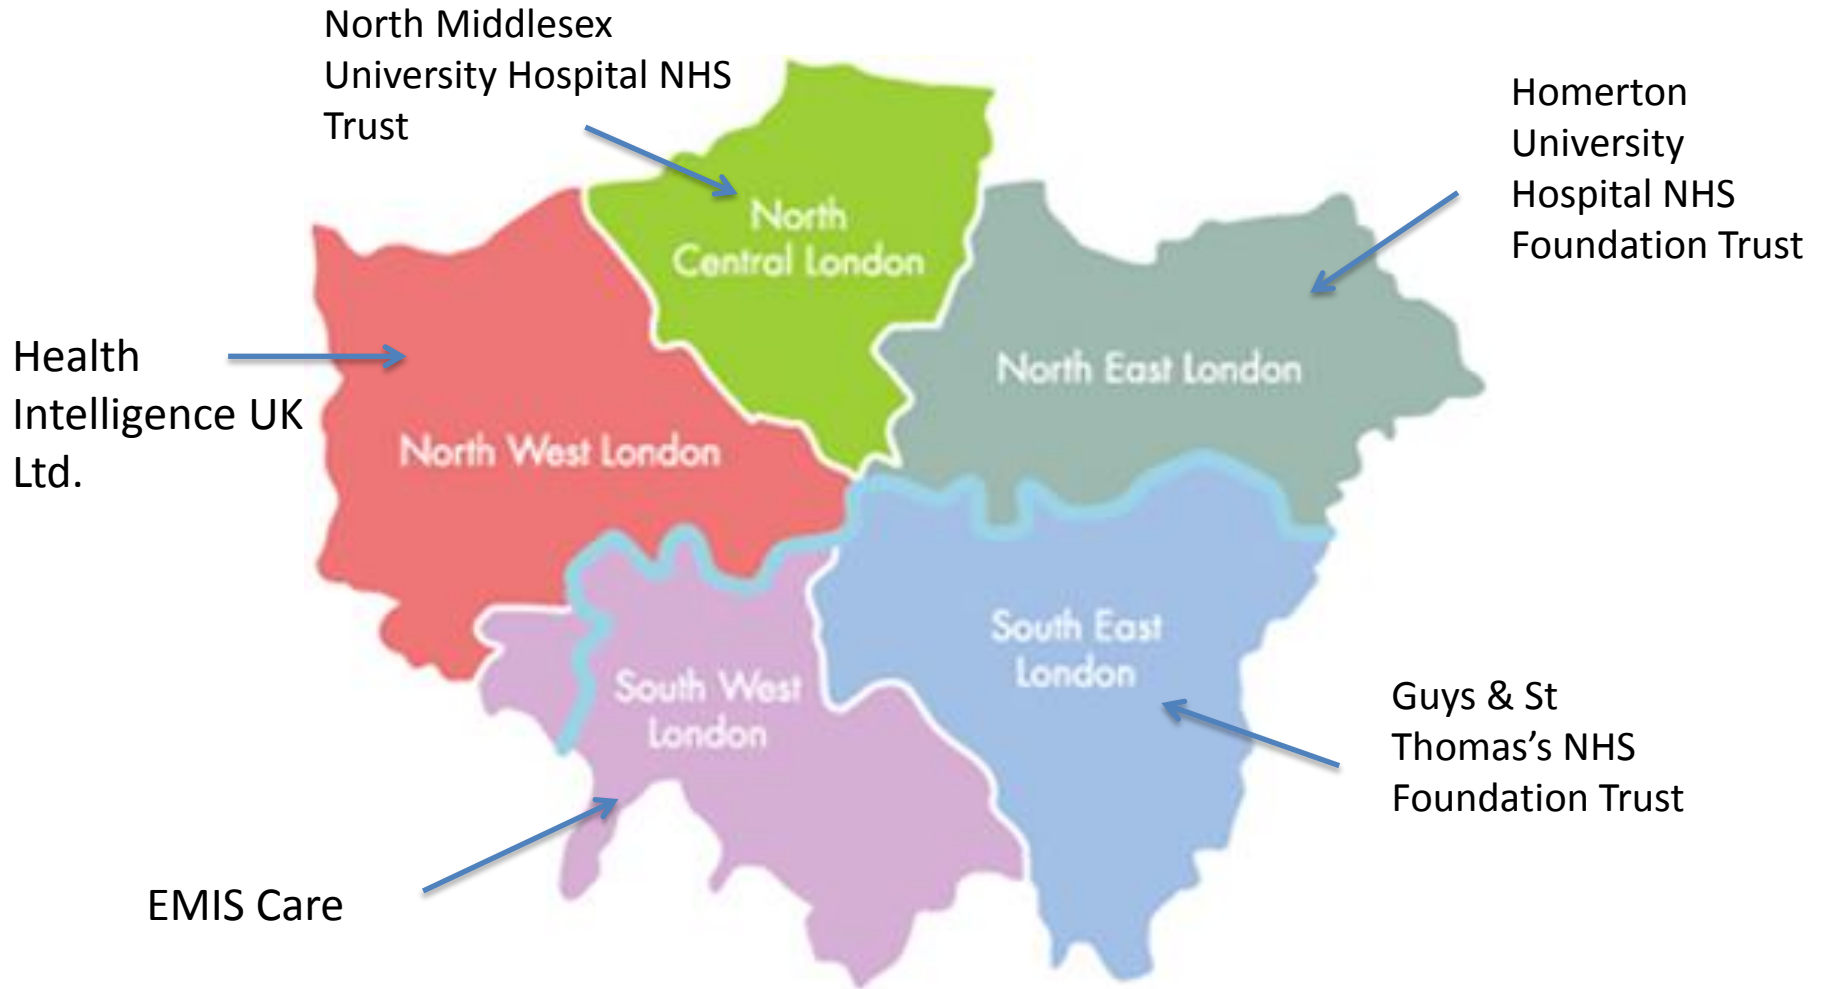 North Middlesex
University Hospital NHS
Trust
Homerton
University
Hospital NHS
Foundation Trust
North
Central London
Health
Intelligence UK
Ltd.
North East London
North West London
South East
London
South West
London
Guys & St
Thomas’s NHS
Foundation Trust
EMIS Care